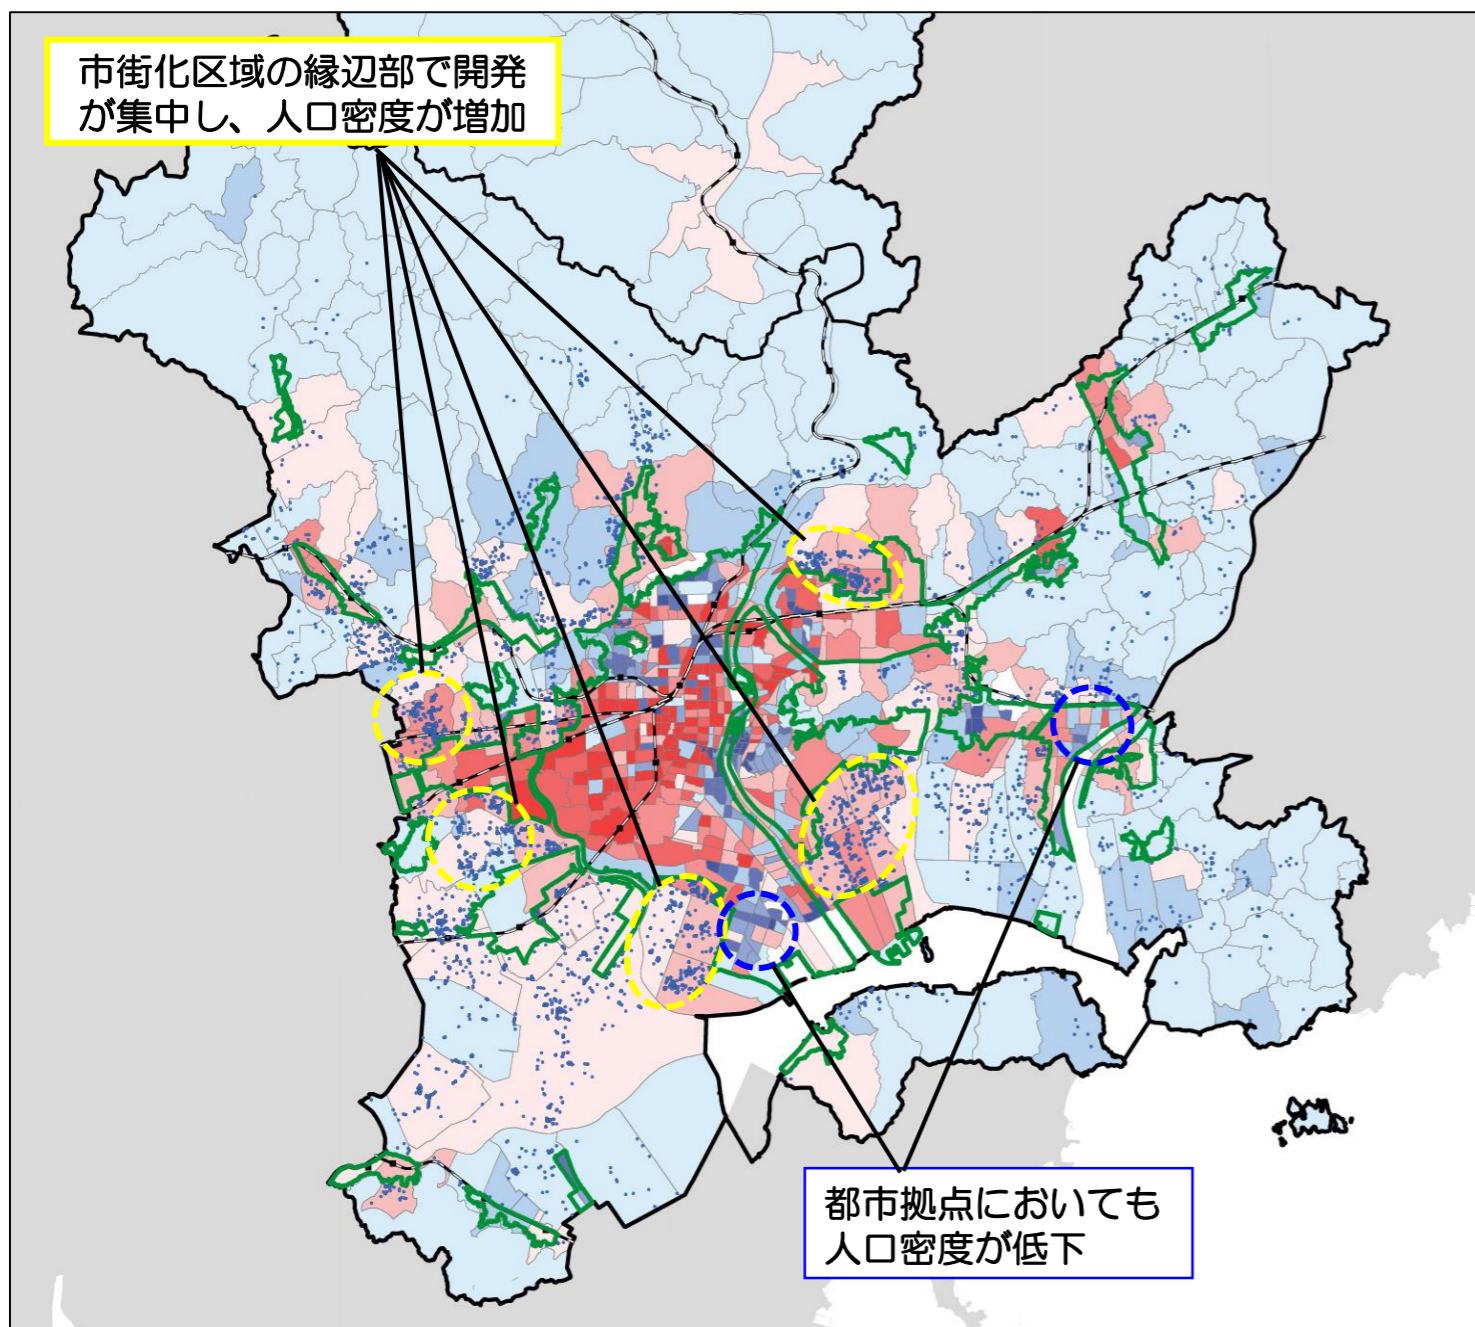 市街化区域の縁辺部で開発
が集中し、人口密度が増加
都市拠点においても
人口密度が低下